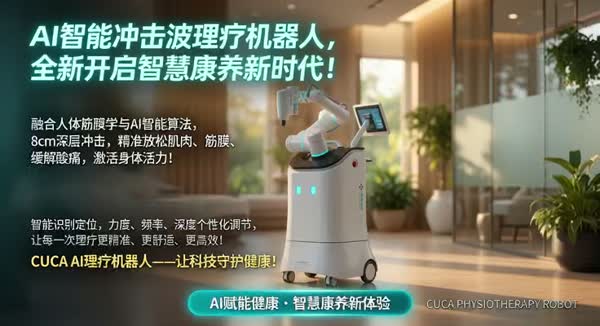 AI智能冲击波理疗机器人，
全新开启智慧康养新时代！
融合人体筋膜学与AI智能算法，
8cm深层冲击，精准放松肌肉、筋膜、
缓解酸痛，激活身体活力！
智能识别定位，力度、频率、深度个性化调节，
让每一次理疗更精准、更舒适、更高效！
CUCA AI理疗机器人——让科技守护健康！
AI赋能健康·智慧康养新体验
CUCA PHYSIOTHERAPY ROBOT